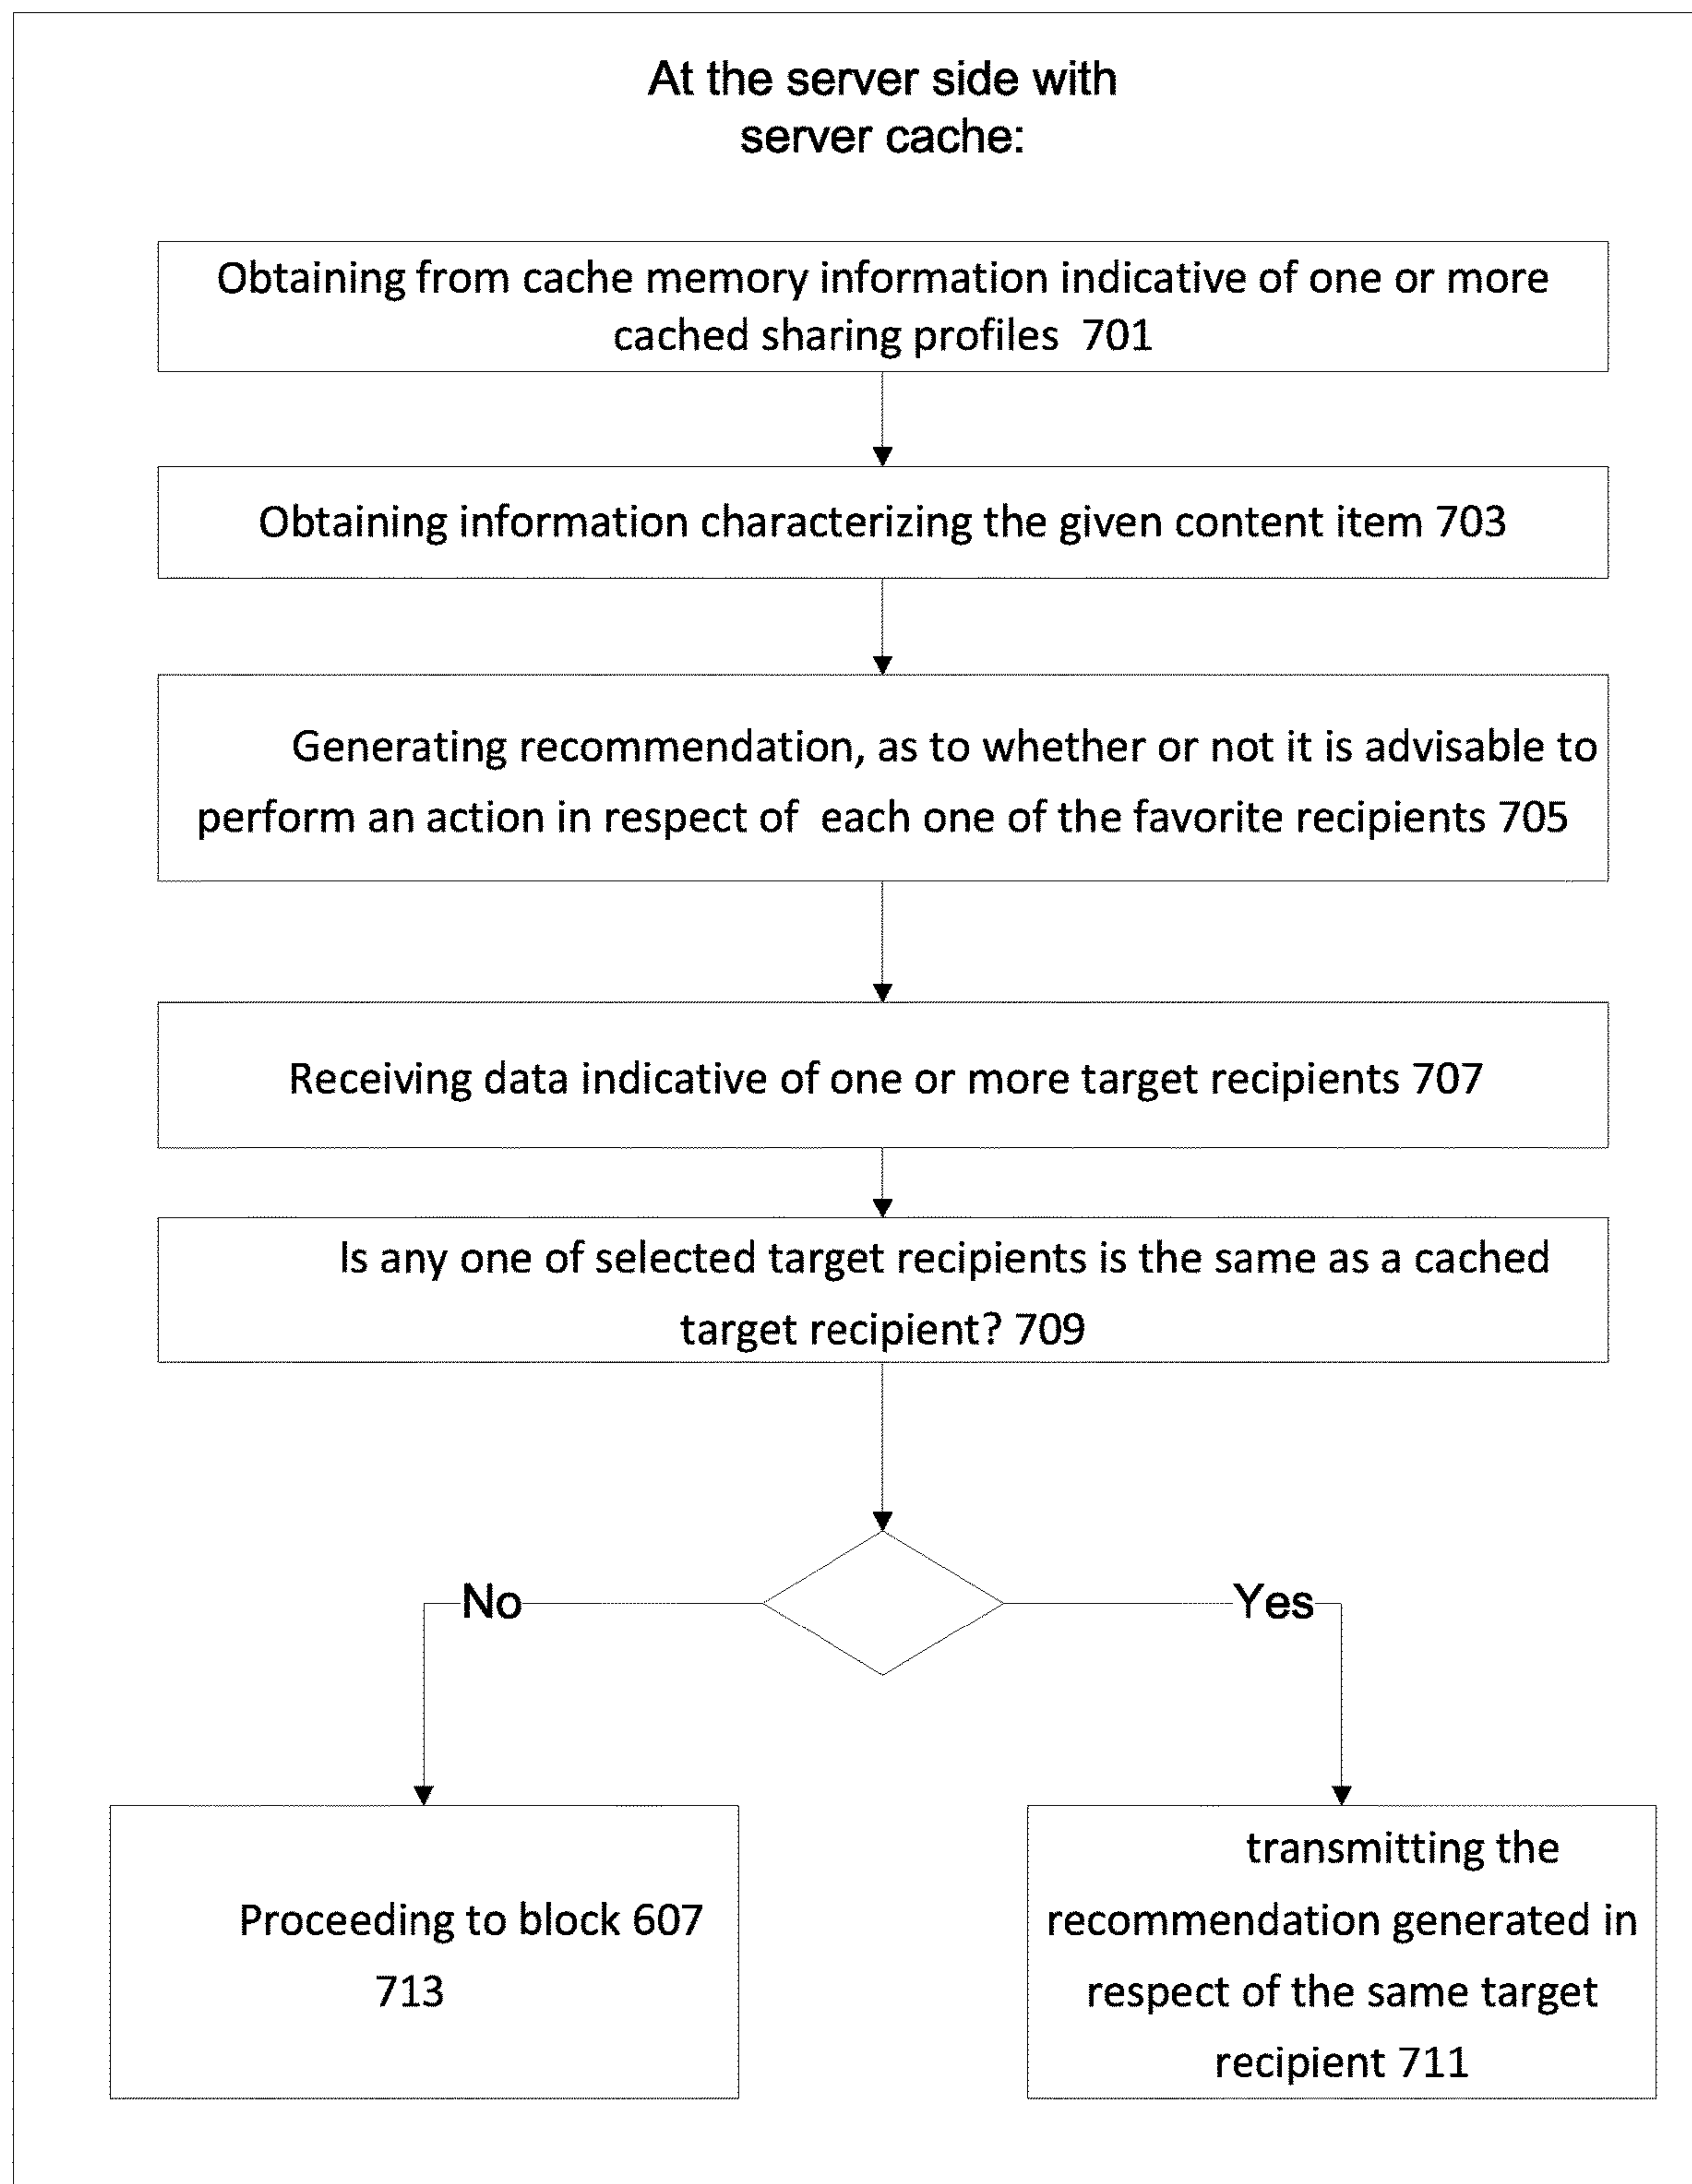 At the server side with
server cache:
Obtaining from cache memory information indicative of one or more
cached sharing profiles 701
Obtaining information characterizing the given content item 703
Generating recommendation, as to whether or not it is advisable to
perform an action in respect of each one of the favorite recipients 705
Receiving data indicative of one or more target recipients 707
Is any one of selected target recipients is the same as a cached
target recipient? 709
No
Yes
Proceeding to block 607
713
transmitting the
recommendation generated in
respect of the same target
recipient 711